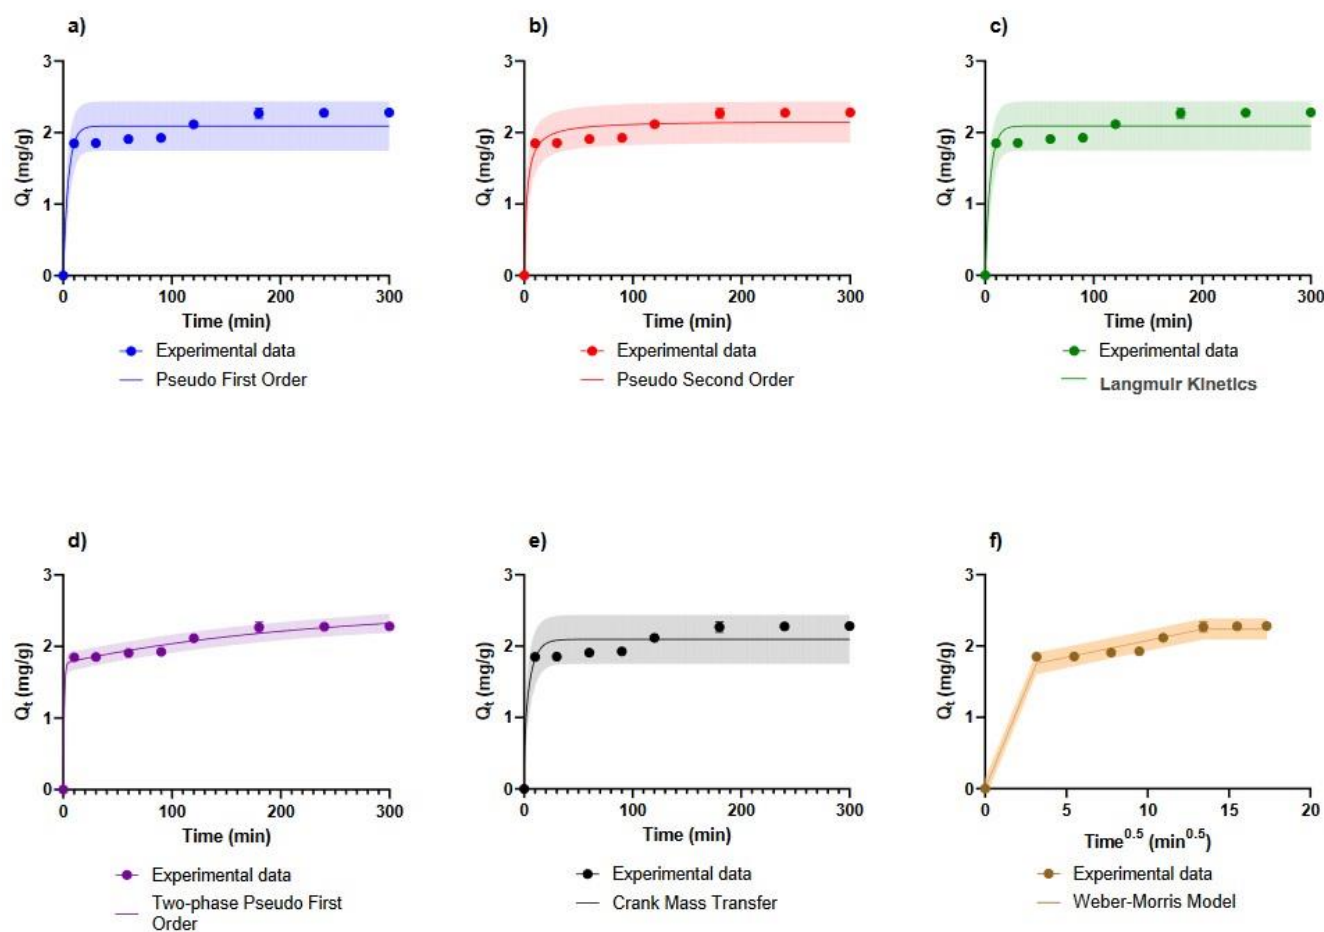 a)
3
2
1
0
Qt (mg/g)
0 100 200 300
Time (min)
Experimental data
Pseudo First Order
b)
3
2
1
0
Qt (mg/g)
0 100 200 300
Time (min)
Experimental data
Pseudo Second Order
c)
3
2
1
0
Qt (mg/g)
0 100 200 300
Time (min)
Experimental data
Langmuir Kinetics
d)
3
2
1
0
Qt (mg/g)
0 100 200 300
Time (min)
Experimental data
Two-phase Pseudo First
Order
e)
3
2
1
0
Qt (mg/g)
0 100 200 300
Time (min)
Experimental data
Crank Mass Transfer
f)
3
2
1
0
Qt (mg/g)
0 5 10 15 20
Time^0.5 (min^0.5)
Experimental data
Weber-Morris Model